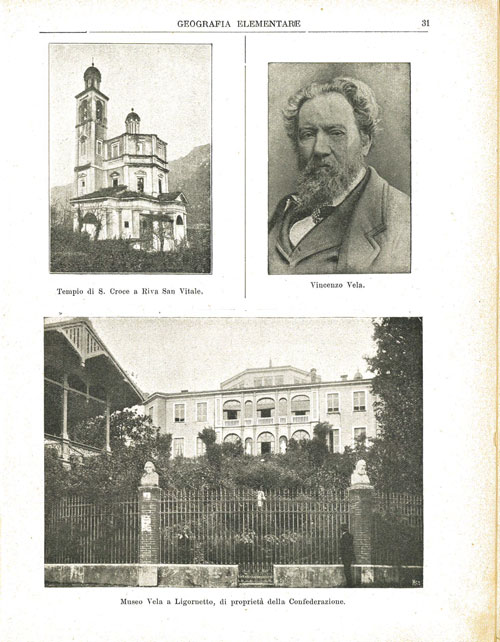 GEOGRAFIA ELEMENTARE 31
Tempio di S. Croce a Riva San Vitale.
Vincenzo Vela.
Museo Vela a Ligornetto, di proprietà della Confederazione.